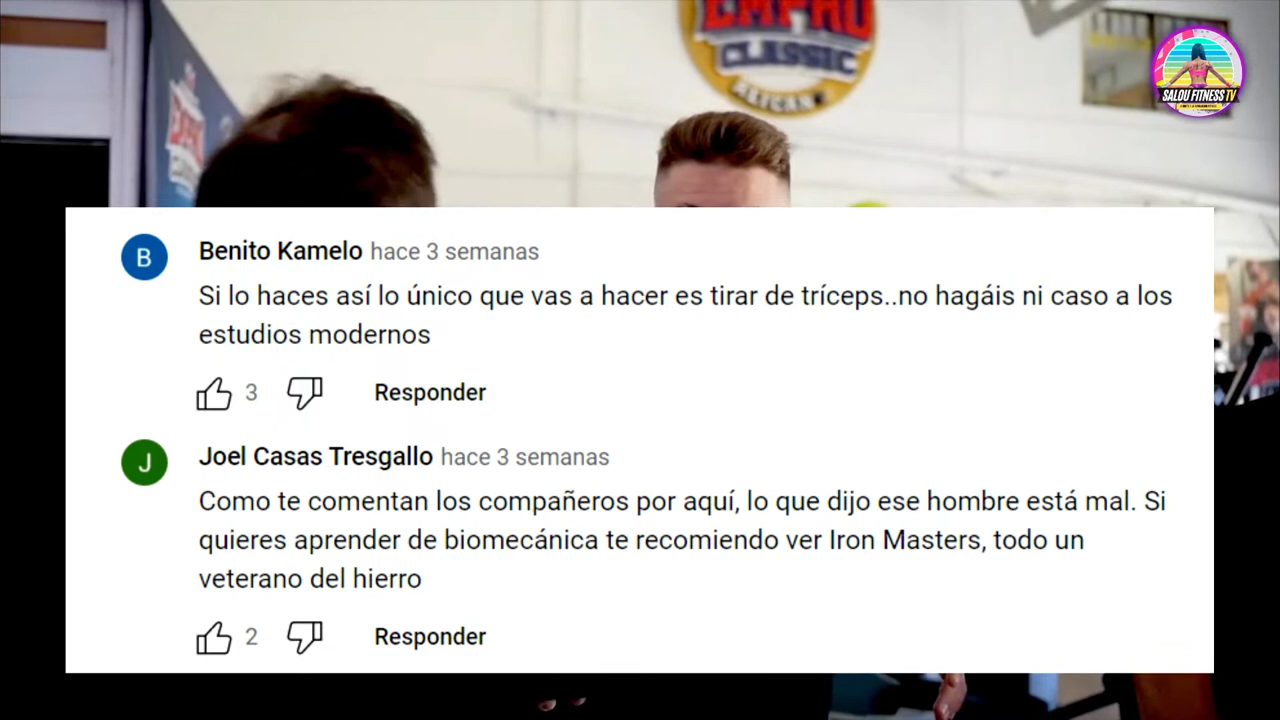 EMPRO
CLASSIC
ALICAN
SALOU FITNESS TV
B
Benito Kamelo hace 3 semanas
Si lo haces así lo único que vas a hacer es tirar de tríceps..no hagáis ni caso a los
estudios modernos
3
Responder
J
Joel Casas Tresgallo hace 3 semanas
Como te comentan los compañeros por aquí, lo que dijo ese hombre está mal. Si
quieres aprender de biomecánica te recomiendo ver Iron Masters, todo un
veterano del hierro
2
Responder